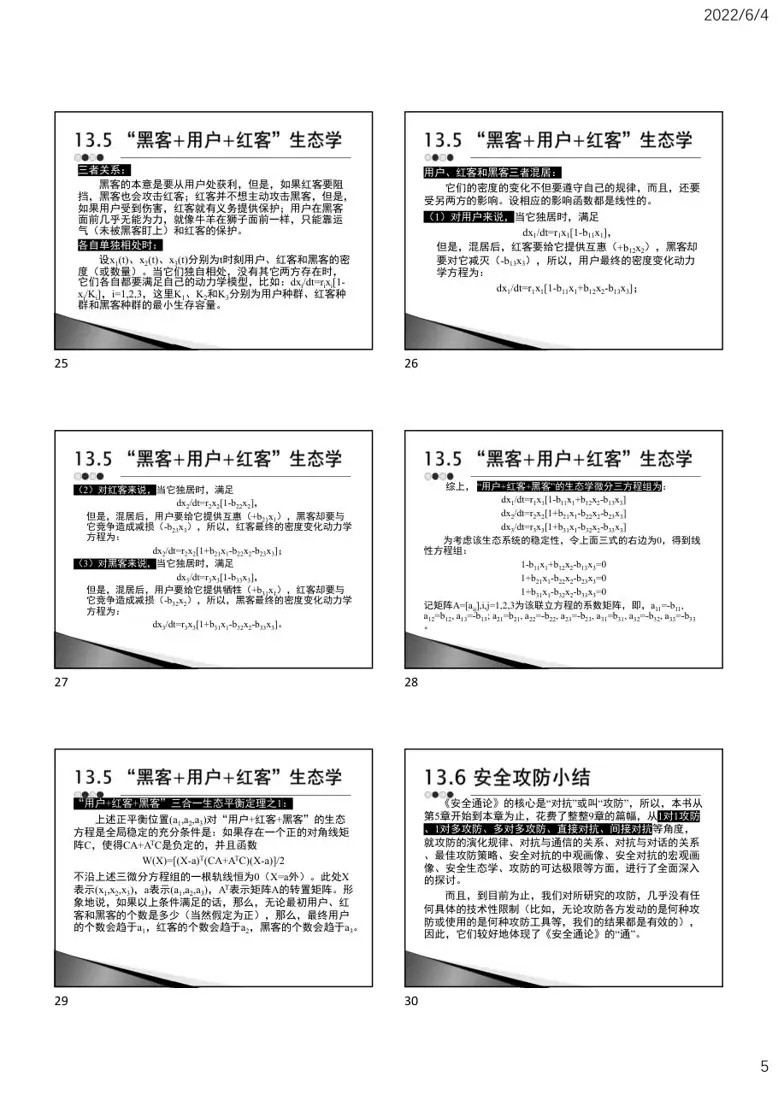 2022/6/4
13.5 “黑客+用户+红客”生态学
三者关系：
黑客的本意是要从用户处获利，但是，如果红客要阻
挡，黑客也会攻击红客；红客并不想主动攻击黑客，但是，
如果用户受到伤害，红客就有义务提供保护；用户在黑客
面前几乎无能为力，就像牛羊在狮子面前一样，只能靠运
气（未被黑客盯上）和红客的保护。
各自单独相处时：
设x1(t)、x2(t)、x3(t)分别为t时刻用户、红客和黑客的密
度（或数量）。当它们独自相处，没有其它两方存在时，
它们各自都要满足自己的动力学模型，比如：dxi/dt=rixi[1-
xi/Ki]，i=1,2,3，这里K1、K2和K3分别为用户种群、红客种
群和黑客种群的最小生存容量。
25
13.5 “黑客+用户+红客”生态学
用户、红客和黑客三者混居：
它们的密度的变化不但要遵守自己的规律，而且，还要
受另两方的影响。设相应的影响函数都是线性的。
（1）对用户来说，当它独居时，满足
dx1/dt=r1x1[1-b11x1]，
但是，混居后，红客要给它提供互惠（+b12x2），黑客却
要对它减灭（-b13x3），所以，用户最终的密度变化动力
学方程为：
dx1/dt=r1x1[1-b11x1+b12x2-b13x3]；
26
13.5 “黑客+用户+红客”生态学
（2）对红客来说，当它独居时，满足
dx2/dt=r2x2[1-b22x2]，
但是，混居后，用户要给它提供互惠（+b21x1），黑客却要与
它竞争造成减损（-b23x3），所以，红客最终的密度变化动力学
方程为：
dx2/dt=r2x2[1+b21x1-b22x2-b23x3]；
（3）对黑客来说，当它独居时，满足
dx3/dt=r3x3[1-b33x3]，
但是，混居后，用户要给它提供牺牲（+b31x1），红客却要与
它竞争造成减损（-b32x2），所以，黑客最终的密度变化动力学
方程为：
dx3/dt=r3x3[1+b31x1-b32x2-b33x3]。
27
13.5 “黑客+用户+红客”生态学
综上，“用户+红客+黑客”的生态学微分三方程组为：
dx1/dt=r1x1[1-b11x1+b12x2-b13x3]
dx2/dt=r2x2[1+b21x1-b22x2-b23x3]
dx3/dt=r3x3[1+b31x1-b32x2-b33x3]
为考虑该生态系统的稳定性，令上面三式的右边为0，得到线
性方程组：
1-b11x1+b12x2-b13x3=0
1+b21x1-b22x2-b23x3=0
1+b31x1-b32x2-b33x3=0
记矩阵A=[aij],i,j=1,2,3为该联立方程的系数矩阵，即，a11=-b11,
a12=b12, a13=-b13; a21=b21, a22=-b22, a23=-b23, a31=b31, a32=-b32, a33=-b33
。
28
13.5 “黑客+用户+红客”生态学
“用户+红客+黑客”三合一生态平衡定理之1：
上述正平衡位置(a1,a2,a3)对“用户+红客+黑客”的生态
方程是全局稳定的充分条件是：如果存在一个正的对角线矩
阵C，使得CA+AᵀC是负定的，并且函数
W(X)=[(X-a)ᵀ(CA+AᵀC)(X-a)]/2
不沿上述三微分方程组的一根轨线恒为0（X=a外）。此处X
表示(x1,x2,x3)，a表示(a1,a2,a3)，Aᵀ表示矩阵A的转置矩阵。形
象地说，如果以上条件满足的话，那么，无论最初用户、红
客和黑客的个数是多少（当然假定为正），那么，最终用户
的个数会趋于a1，红客的个数会趋于a2，黑客的个数会趋于a3。
29
13.6 安全攻防小结
《安全通论》的核心是“对抗”或叫“攻防”，所以，本书从
第5章开始到本章为止，花费了整整9章的篇幅，从1对1攻防
、1对多攻防、多对多攻防、直接对抗、间接对抗等角度，
就攻防的演化规律、对抗与通信的关系、攻防与对话的关系
、最佳攻防策略、安全对抗的中观画像、安全对抗的宏观画
像、安全生态学、攻防的可达极限等方面，进行了全面深入
的探讨。
而且，到目前为止，我们对所研究的攻防，几乎没有任
何具体的技术性限制（比如，无论攻防各方发动的是何种攻
防或使用的是何种攻防工具等，我们的结果都是有效的），
因此，它们较好地体现了《安全通论》的“通”。
30
5